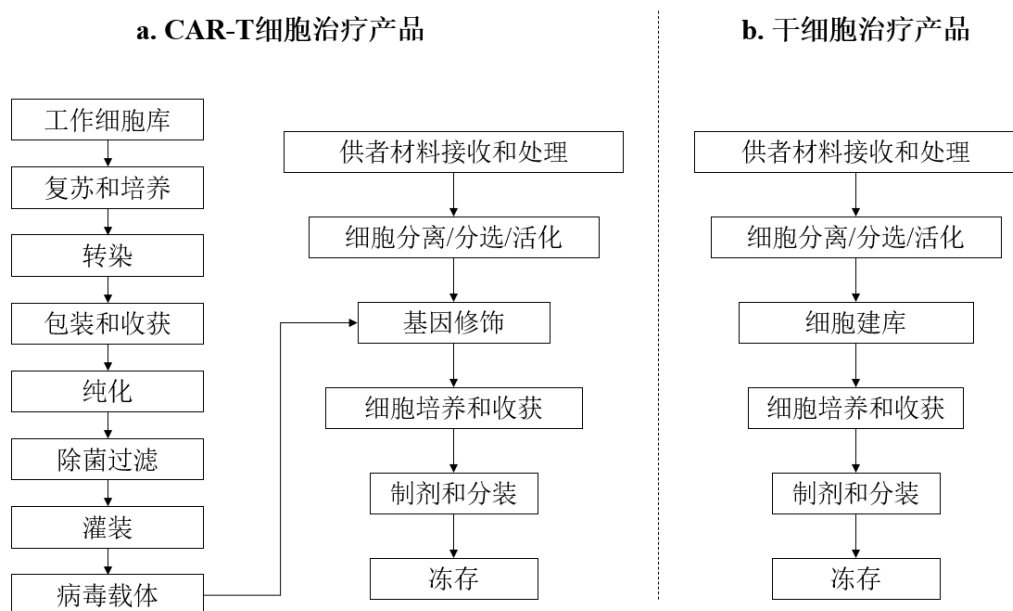 a. CAR-T细胞治疗产品
工作细胞库
复苏和培养
转染
包装和收获
纯化
除菌过滤
灌装
病毒载体
供者材料接收和处理
细胞分离/分选/活化
基因修饰
细胞培养和收获
制剂和分装
冻存
b. 干细胞治疗产品
供者材料接收和处理
细胞分离/分选/活化
细胞建库
细胞培养和收获
制剂和分装
冻存